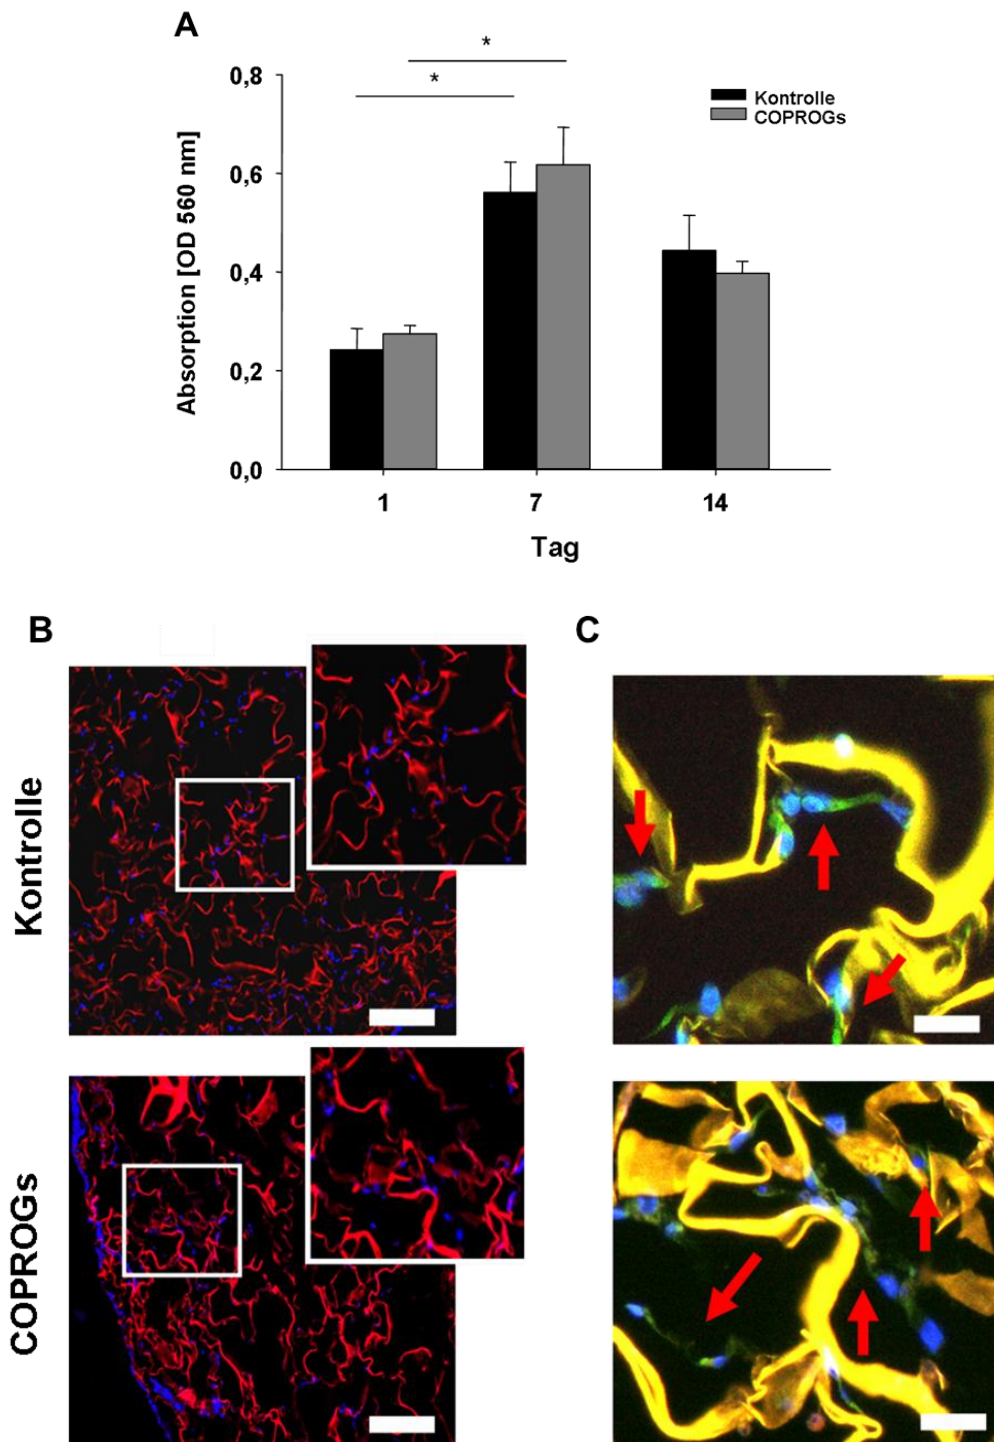 A
*
*
0,8
0,6
0,4
0,2
0,0
Absorption [OD 560 nm]
Kontrolle
COPROGs
1 7 14
Tag
B
C
Kontrolle
COPROGs